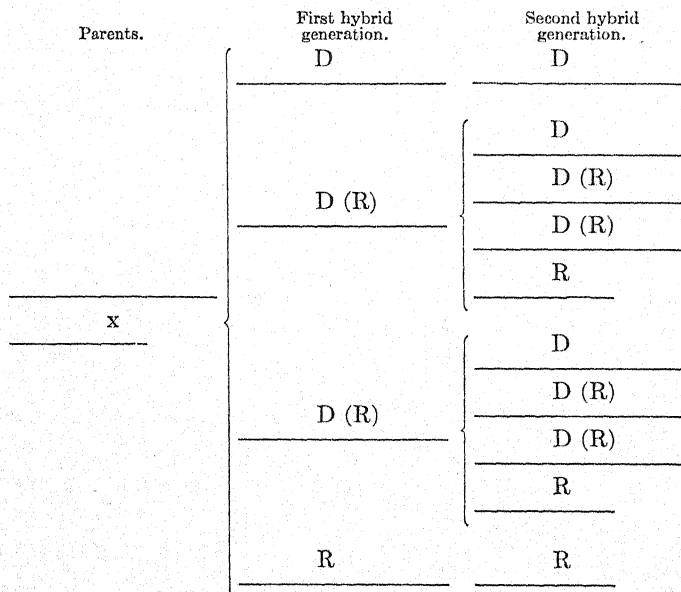 Parents.
First hybrid
generation.
Second hybrid
generation.
D
D
D
D (R)
D (R)
D (R)
R
x
D
D (R)
D (R)
D (R)
R
R
R